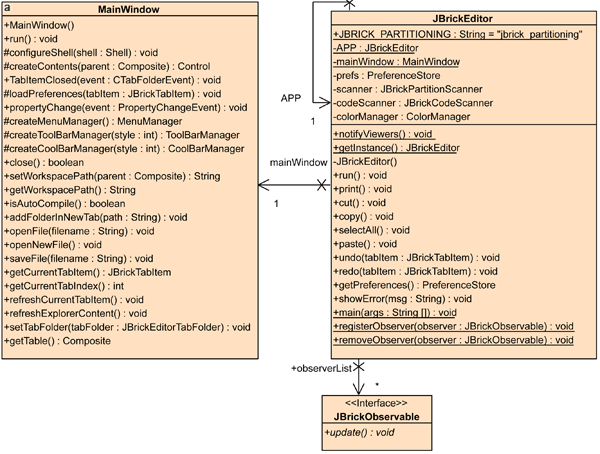 a
MainWindow
+MainWindow()
+run() : void
#configureShell(shell : Shell) : void
#createContents(parent : Composite) : Control
+TabItemClosed(event : CTabFolderEvent) : void
#loadPreferences(tabItem : JBrickTabItem) : void
+propertyChange(event : PropertyChangeEvent) : void
#createMenuManager() : MenuManager
#createToolBarManager(style : int) : ToolBarManager
#createCoolBarManager(style : int) : CoolBarManager
+close() : boolean
+setWorkspacePath(parent : Composite) : String
+getWorkspacePath() : String
+isAutoCompile() : boolean
+addFolderInNewTab(path : String) : void
+openFile(filename : String) : void
+openNewFile() : void
+saveFile(filename : String) : void
+getCurrentTabItem() : JBrickTabItem
+getCurrentTabIndex() : int
+refreshCurrentTabItem() : void
+refreshExplorerContent() : void
+setTabFolder(tabFolder : JBrickEditorTabFolder) : void
+getTable() : Composite
APP
1
mainWindow
1
JBrickEditor
+JBRICK_PARTITIONING : String = "jbrick_partitioning"
-APP : JBrickEditor
-mainWindow : MainWindow
-prefs : PreferenceStore
-scanner : JBrickPartitionScanner
-codeScanner : JBrickCodeScanner
-colorManager : ColorManager
+notifyViewers() : void
+getInstance() : JBrickEditor
-JBrickEditor()
+run() : void
+print() : void
+cut() : void
+copy() : void
+selectAll() : void
+paste() : void
+undo(tabItem : JBrickTabItem) : void
+redo(tabItem : JBrickTabItem) : void
+getPreferences() : PreferenceStore
+showError(msg : String) : void
+main(args : String []) : void
+registerObserver(observer : JBrickObservable) : void
+removeObserver(observer : JBrickObservable) : void
+observerList
*
<<Interface>>
JBrickObservable
+update() : void